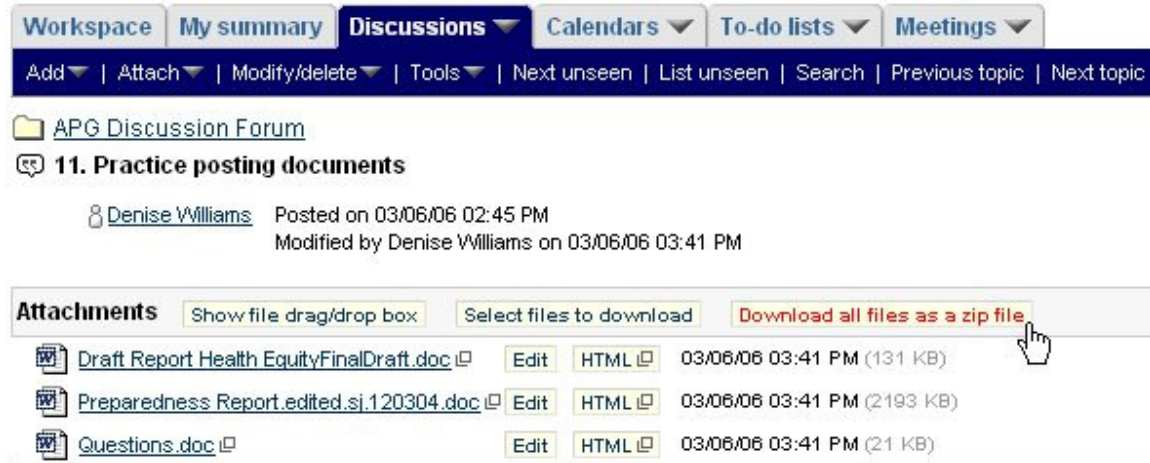 Workspace My summary Discussions Calendars To-do lists Meetings
Add | Attach | Modify/delete | Tools | Next unseen | List unseen | Search | Previous topic | Next topic
APG Discussion Forum
11. Practice posting documents
Denise Williams Posted on 03/06/06 02:45 PM
Modified by Denise Williams on 03/06/06 03:41 PM
Attachments Show file drag/drop box Select files to download Download all files as a zip file
Draft Report Health EquityFinalDraft.doc Edit HTML 03/06/06 03:41 PM (131 KB)
Preparedness Report.edited.sj.120304.doc Edit HTML 03/06/06 03:41 PM (2193 KB)
Questions.doc Edit HTML 03/06/06 03:41 PM (21 KB)